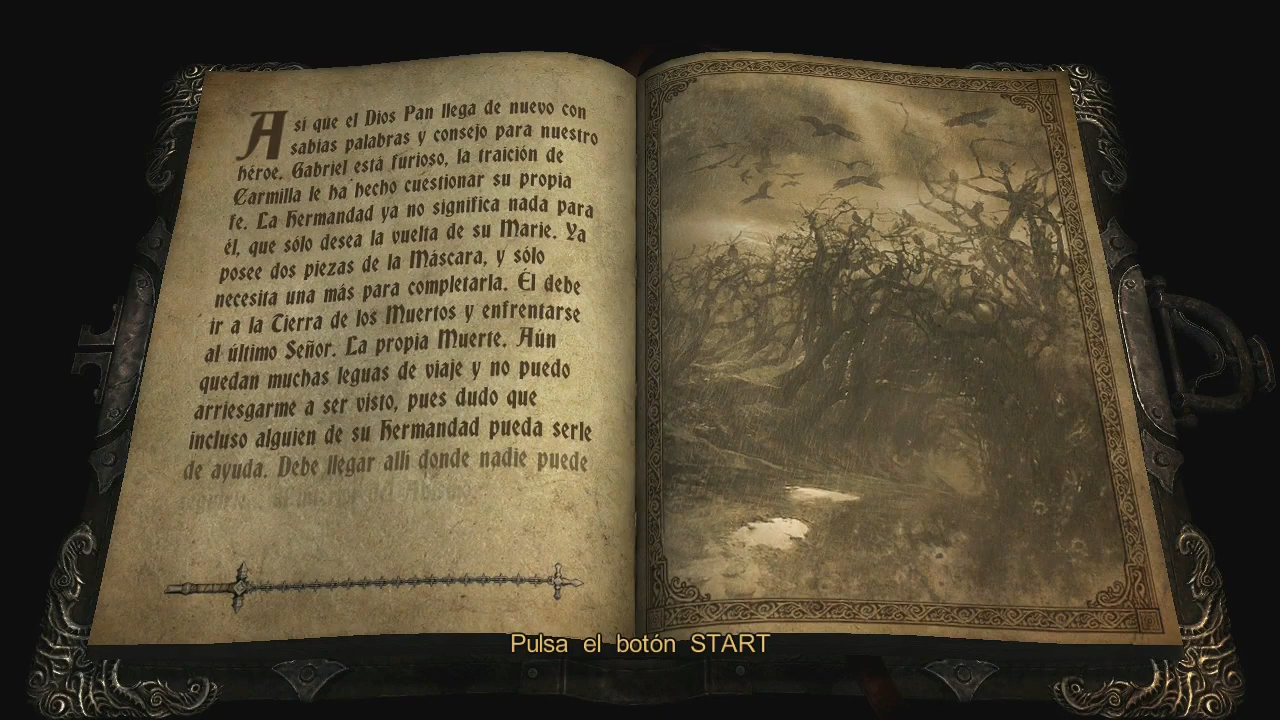 Así que el Dios Pan llega de nuevo con
sabias palabras y consejo para nuestro
héroe. Gabriel está furioso, la traición de
Carmilla le ha hecho cuestionar su propia
fe. La Hermandad ya no significa nada para
él, que sólo desea la vuelta de su Marie. Ya
posee dos piezas de la Máscara, y sólo
necesita una más para completarla. Él debe
ir a la Tierra de los Muertos y enfrentarse
al último Señor. La propia Muerte. Aún
quedan muchas leguas de viaje y no puedo
arriesgarme a ser visto, pues dudo que
incluso alguien de su Hermandad pueda serle
de ayuda. Debe llegar allí donde nadie puede
Pulsa el botón START